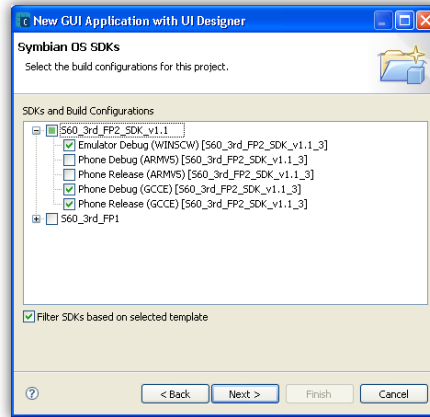 New GUI Application with UI Designer
Symbian OS SDKs
Select the build configurations for this project.
SDKs and Build Configurations
S60_3rd_FP2_SDK_v1.1
Emulator Debug (WINSCW) [S60_3rd_FP2_SDK_v1.1_3]
Phone Debug (ARMV5) [S60_3rd_FP2_SDK_v1.1_3]
Phone Release (ARMV5) [S60_3rd_FP2_SDK_v1.1_3]
Phone Debug (GCCE) [S60_3rd_FP2_SDK_v1.1_3]
Phone Release (GCCE) [S60_3rd_FP2_SDK_v1.1_3]
S60_3rd_FP1
Filter SDKs based on selected template
< Back Next > Finish Cancel